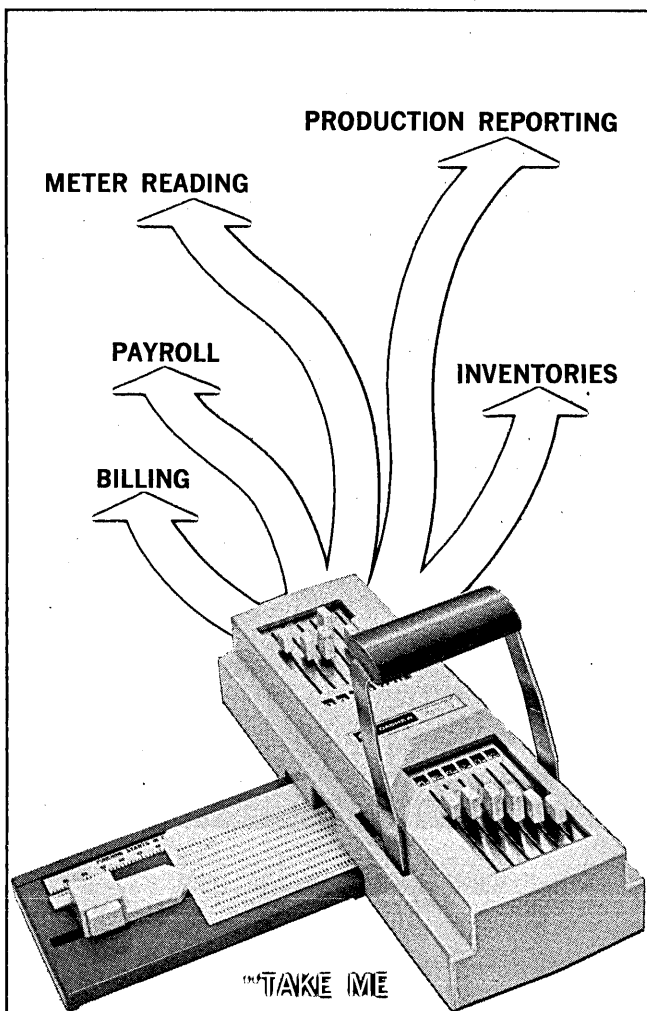 PRODUCTION REPORTING
METER READING
PAYROLL
INVENTORIES
BILLING
"TAKE ME